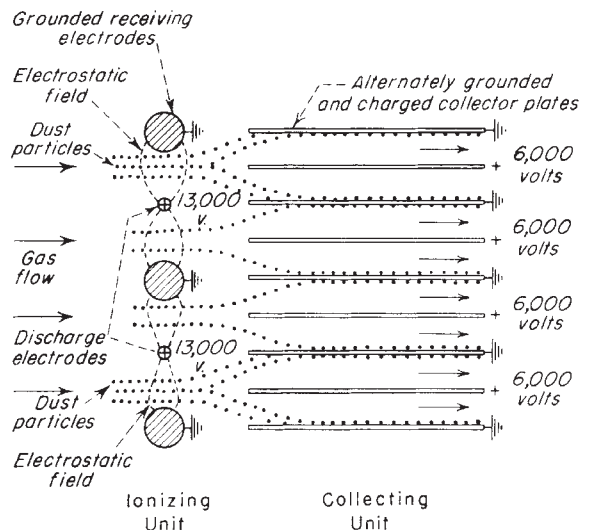 Grounded receiving
electrodes
Electrostatic
field
Dust
particles
Alternately grounded
and charged collector plates
6,000
volts
13,000
v.
6,000
volts
Gas
flow
6,000
volts
Discharge
electrodes
13,000
v.
6,000
volts
Dust
particles
Electrostatic
field
Ionizing
Unit
Collecting
Unit